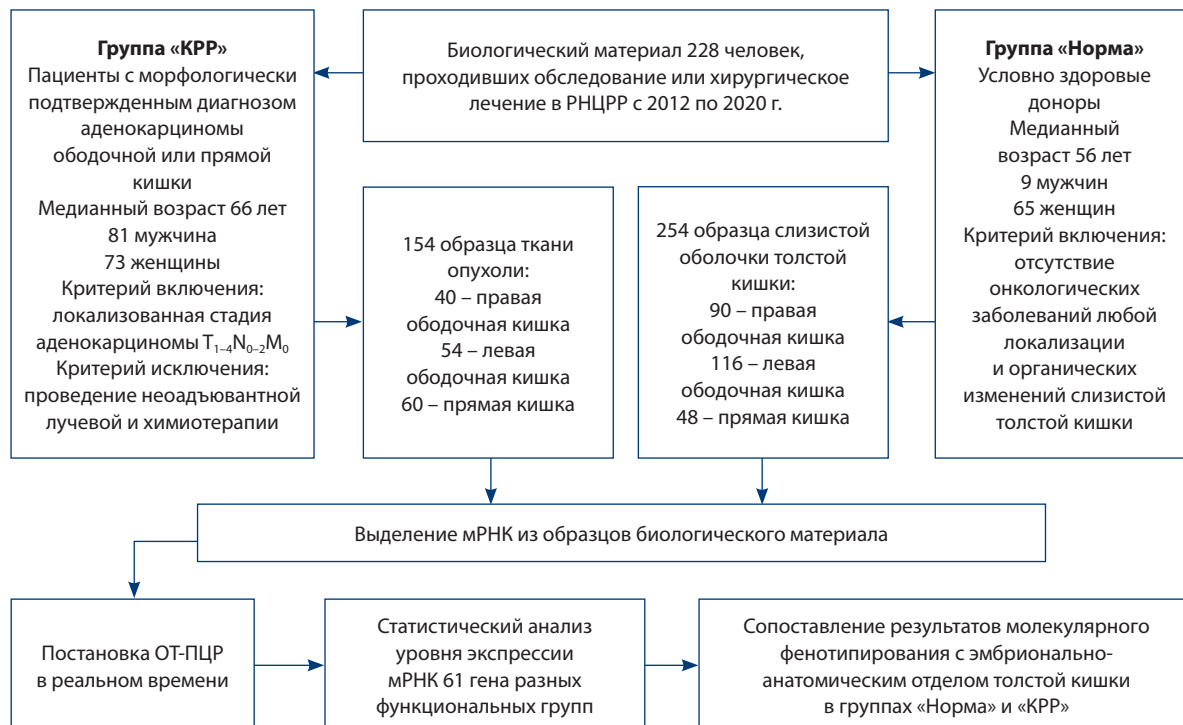 Группа «КРР»
Пациенты с морфологически
подтвержденным диагнозом
аденокарциномы
ободочной или прямой
кишки
Медианный возраст 66 лет
81 мужчина
73 женщины
Критерий включения:
локализованная стадия
аденокарциномы T₁₋₄N₀₋₂M₀
Критерий исключения:
проведение неоадъювантной
лучевой и химиотерапии
Биологический материал 228 человек,
проходивших обследование или хирургическое
лечение в РНЦРР с 2012 по 2020 г.
Группа «Норма»
Условно здоровые
доноры
Медианный
возраст 56 лет
9 мужчин
65 женщин
Критерий включения:
отсутствие
онкологических
заболеваний любой
локализации
и органических
изменений слизистой
толстой кишки
154 образца ткани
опухоли:
40 – правая
ободочная кишка
54 – левая
ободочная кишка
60 – прямая кишка
254 образца слизистой
оболочки толстой
кишки:
90 – правая
ободочная кишка
116 – левая
ободочная кишка
48 – прямая кишка
Выделение мРНК из образцов биологического материала
Постановка ОТ-ПЦР
в реальном времени
Статистический анализ
уровня экспрессии
мРНК 61 гена разных
функциональных групп
Сопоставление результатов молекулярного
фенотипирования с эмбрионально-
анатомическим отделом толстой кишки
в группах «Норма» и «КРР»